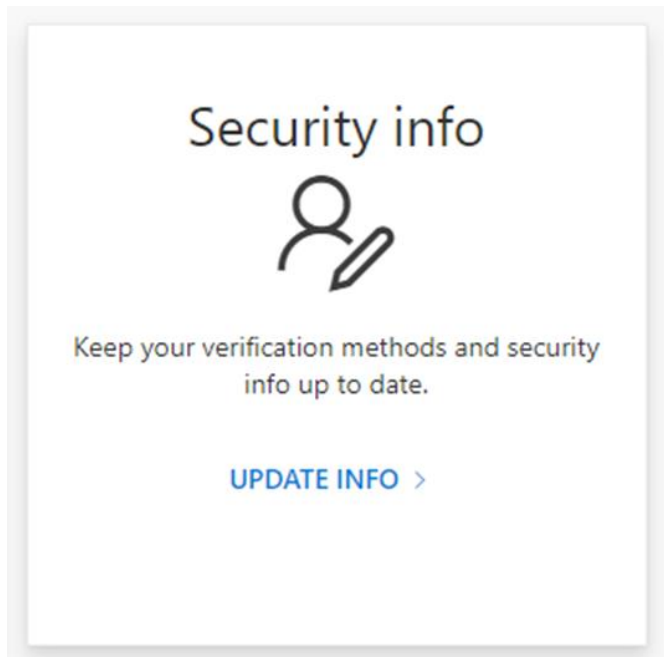 Security info
Keep your verification methods and security
info up to date.
UPDATE INFO >